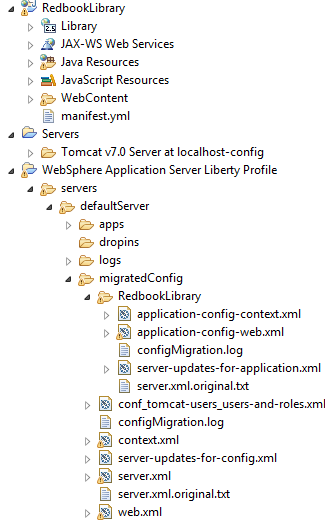 RedbookLibrary
Library
JAX-WS Web Services
Java Resources
JavaScript Resources
WebContent
manifest.yml
Servers
Tomcat v7.0 Server at localhost-config
WebSphere Application Server Liberty Profile
servers
defaultServer
apps
dropins
logs
migratedConfig
RedbookLibrary
application-config-context.xml
application-config-web.xml
configMigration.log
server-updates-for-application.xml
server.xml.original.txt
conf_tomcat-users_users-and-roles.xml
configMigration.log
context.xml
server-updates-for-config.xml
server.xml
server.xml.original.txt
web.xml